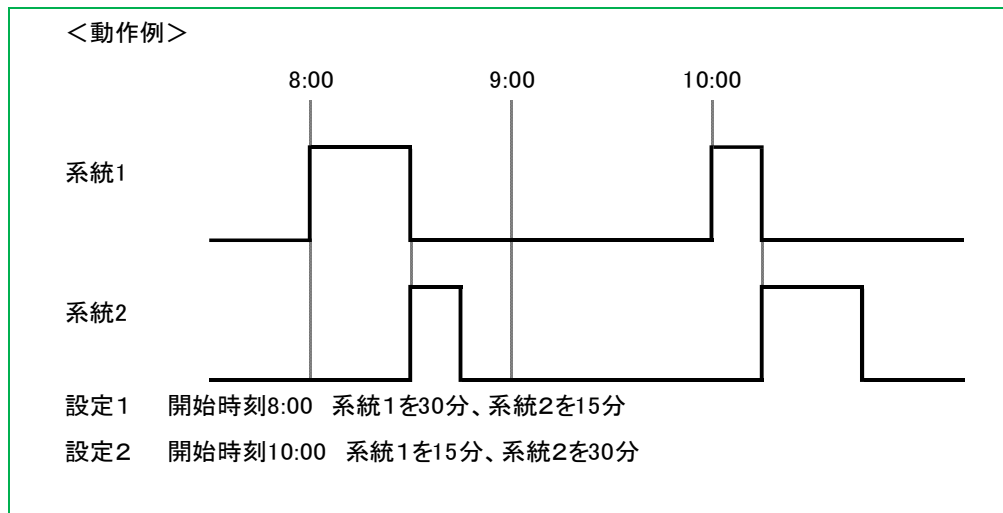 ＜動作例＞
8:00 9:00 10:00
系統1
系統2
設定１ 開始時刻8:00 系統１を30分、系統２を15分
設定２ 開始時刻10:00 系統１を15分、系統２を30分